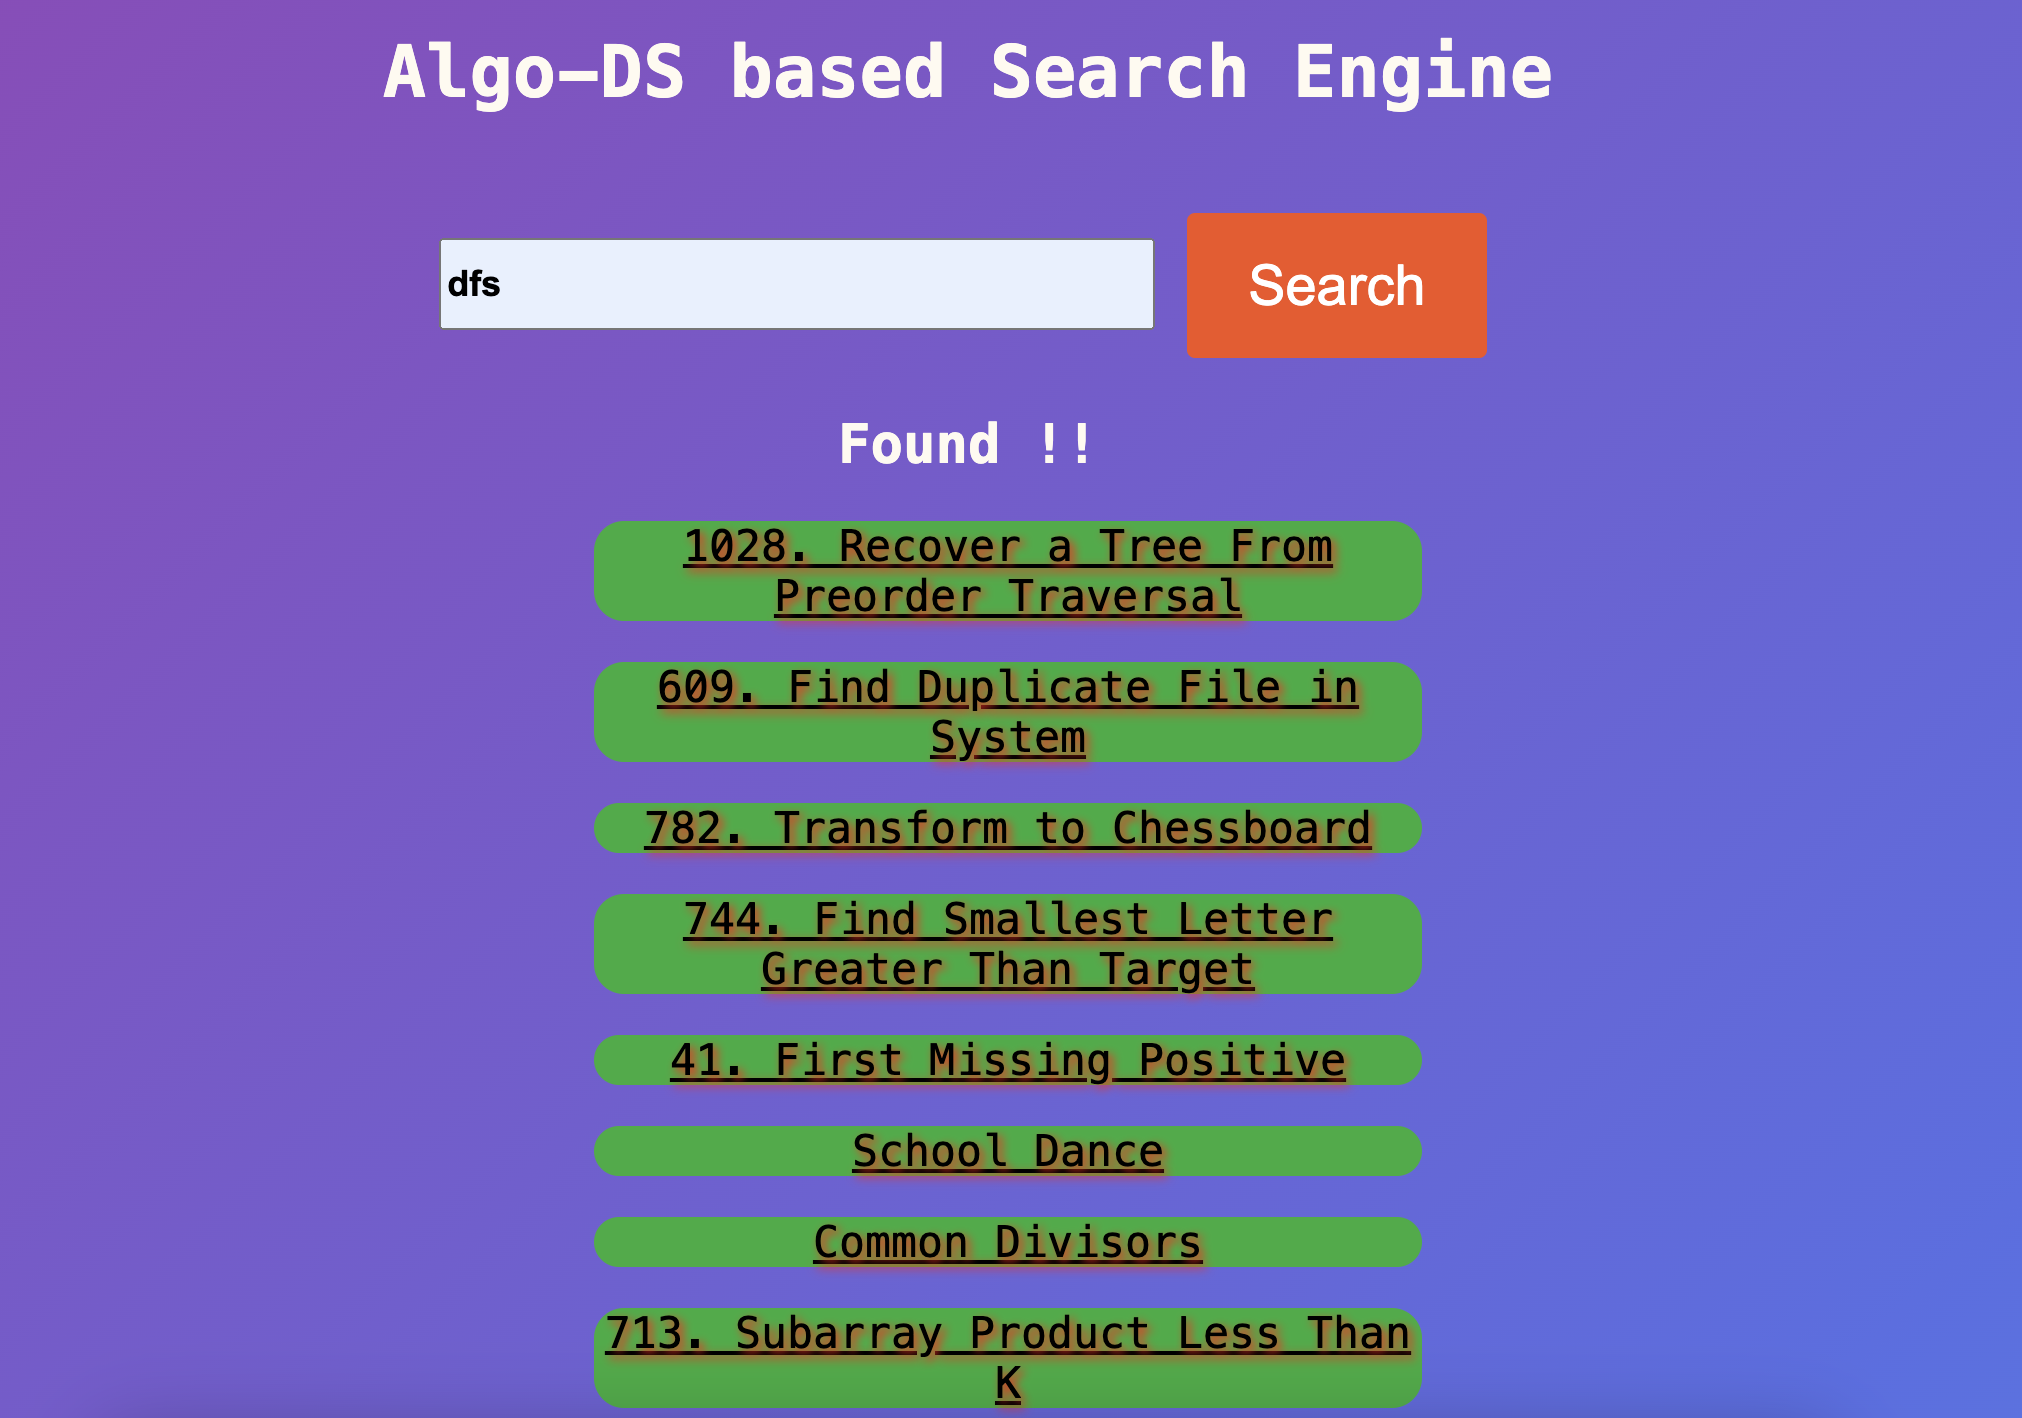 Algo–DS based Search Engine
dfs
Search
Found !!
1028. Recover a Tree From
Preorder Traversal
609. Find Duplicate File in
System
782. Transform to Chessboard
744. Find Smallest Letter
Greater Than Target
41. First Missing Positive
School Dance
Common Divisors
713. Subarray Product Less Than
K